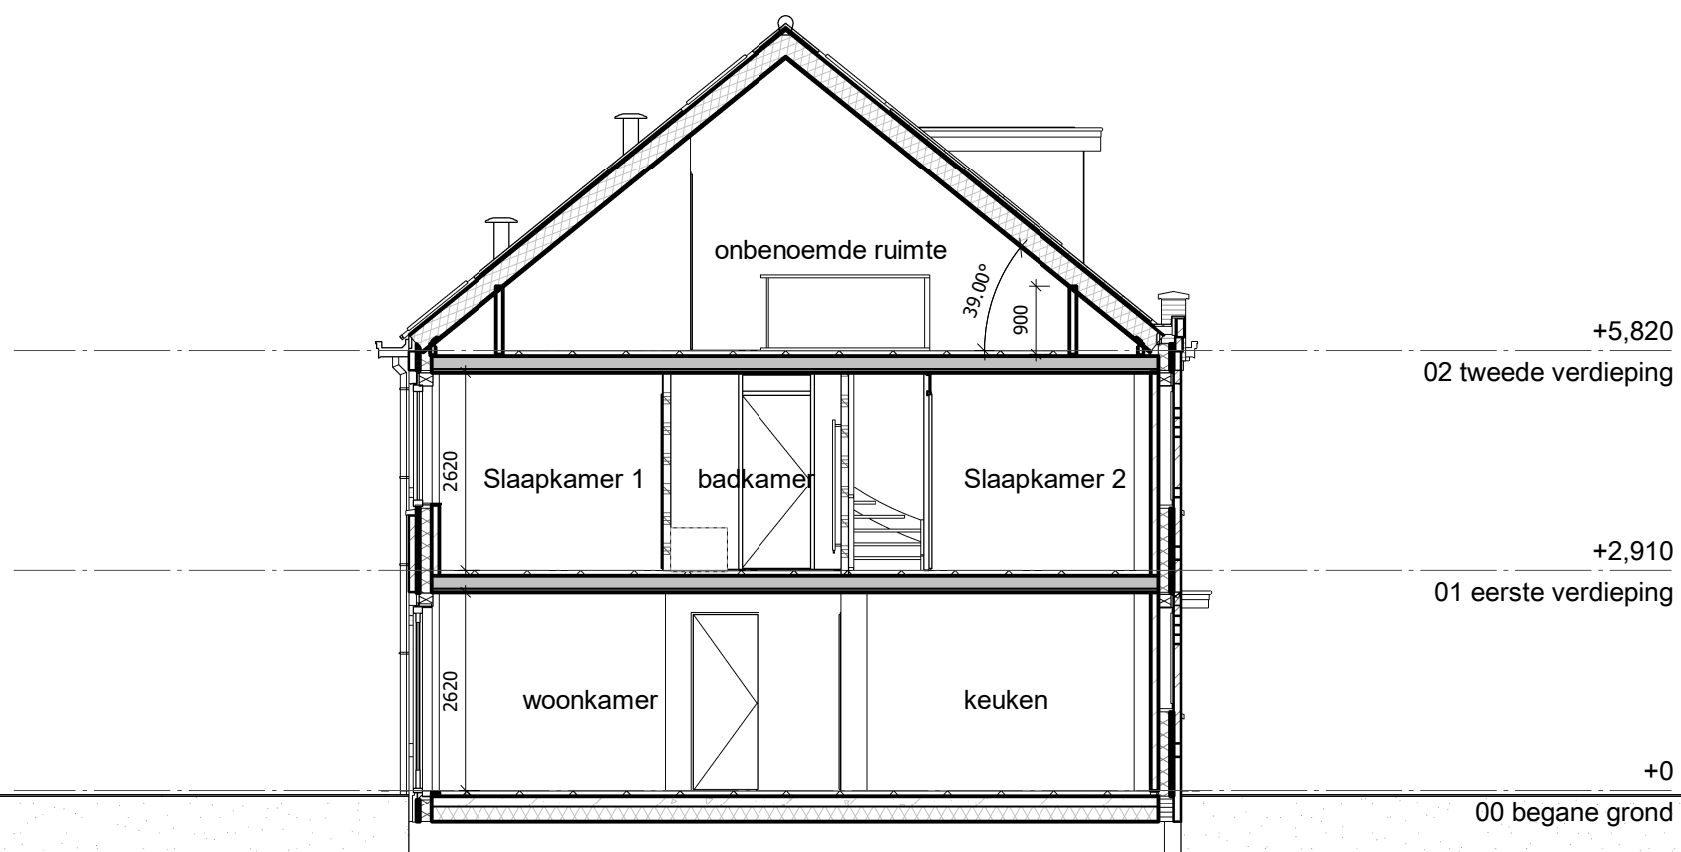 onbenoemde ruimte
39.00°
900
+5,820
02 tweede verdieping
2620
Slaapkamer 1
badkamer
Slaapkamer 2
+2,910
01 eerste verdieping
2620
woonkamer
keuken
+0
00 begane grond